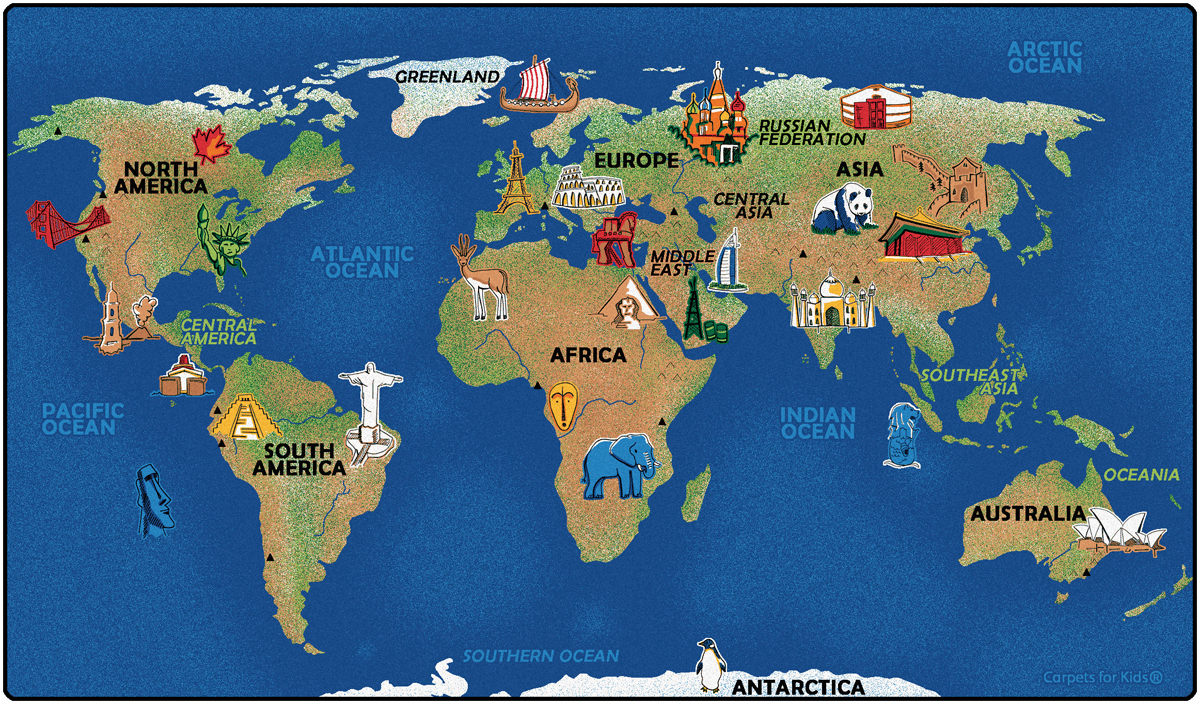 ARCTIC
OCEAN
GREENLAND
RUSSIAN
FEDERATION
EUROPE
NORTH
AMERICA
ASIA
CENTRAL
ASIA
ATLANTIC
OCEAN
MIDDLE
EAST
CENTRAL
AMERICA
AFRICA
SOUTHEAST
ASIA
PACIFIC
OCEAN
INDIAN
OCEAN
SOUTH
AMERICA
OCEANIA
AUSTRALIA
SOUTHERN OCEAN
ANTARCTICA
Carpets for Kids®